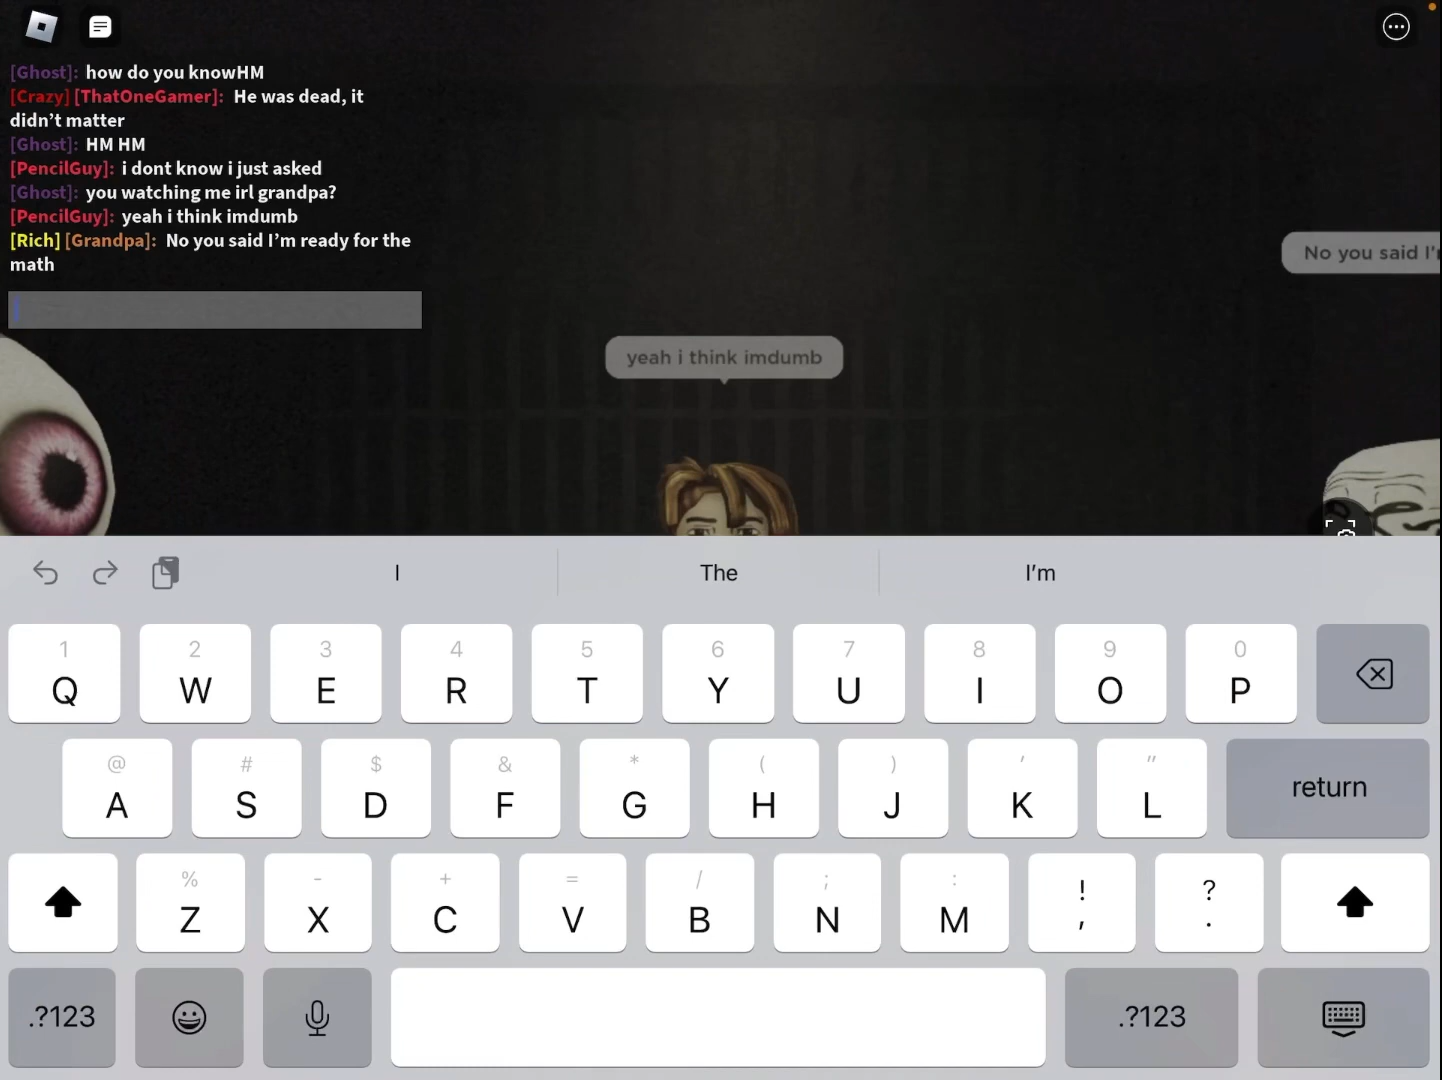 [Ghost]: how do you knowHM
[Crazy] [ThatOneGamer]: He was dead, it
didn’t matter
[Ghost]: HM HM
[PencilGuy]: i dont know i just asked
[Ghost]: you watching me irl grandpa?
[PencilGuy]: yeah i think imdumb
[Rich] [Grandpa]: No you said I’m ready for the
math
No you said I'
yeah i think imdumb
I The I’m
1 2 3 4 5 6 7 8 9 0
Q W E R T Y U I O P
@ # $ & * ( ) ′ ″
A S D F G H J K L return
% - + = / ; : ! ?
Z X C V B N M , .
.?123 .?123